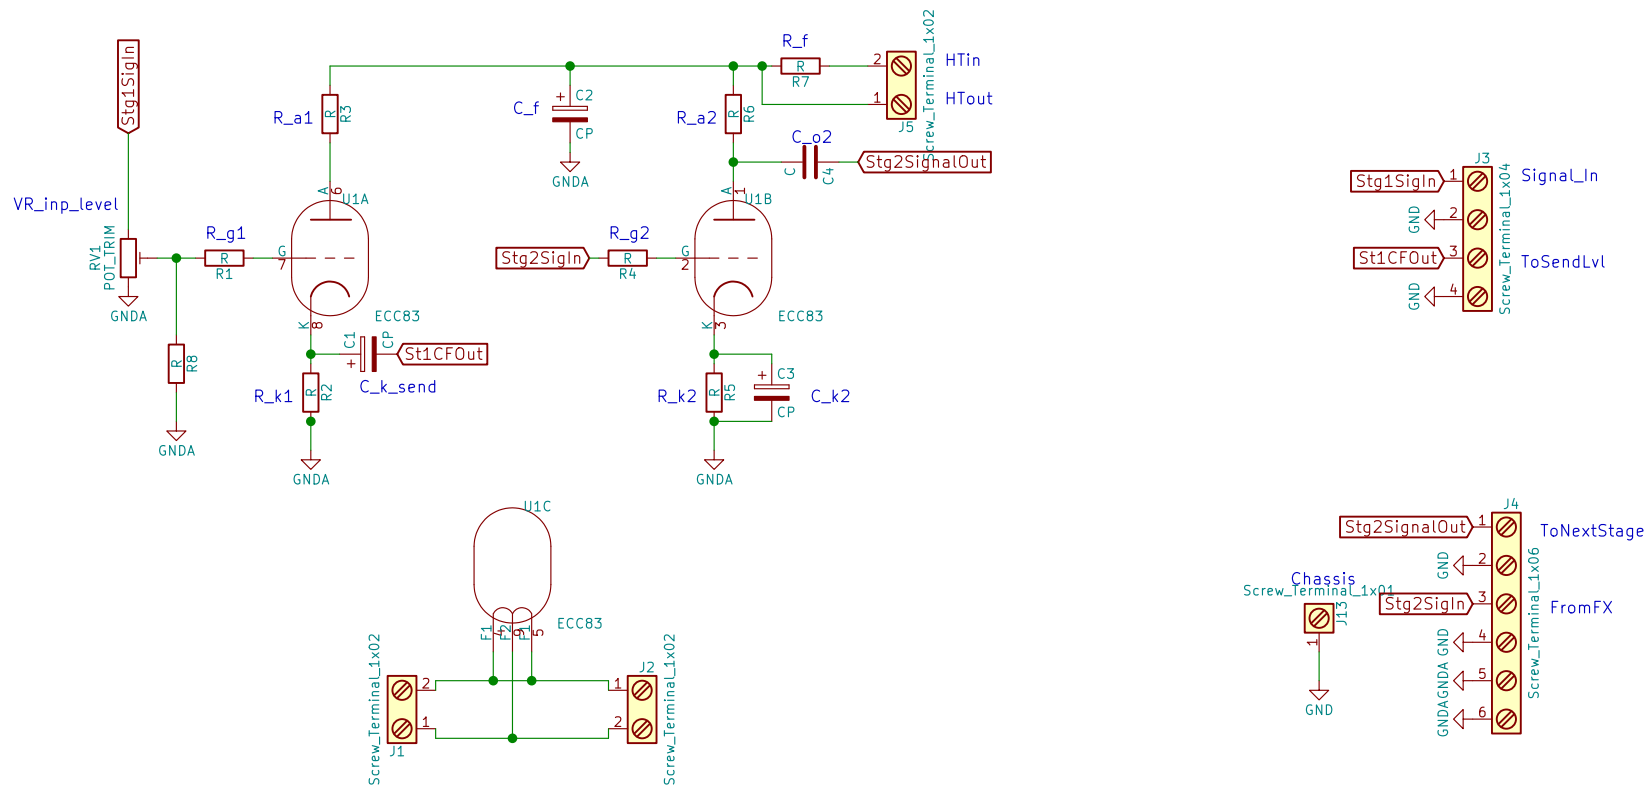 Stg1SigIn
VR_inp_level
RV1
POT_TRIM
GNDA
R_g1
R
R1
R
R8
GNDA
R_a1
R
R3
A
6
U1A
G
7
K
8
ECC83
C1
CP
+
St1CFOut
C_k_send
R_k1
R
R2
GNDA
C_f
+
C2
CP
GNDA
R_f
R
R7
2
1
HTin
HTout
J5
Screw_Terminal_1x02
R_a2
R
R6
C_o2
C
C4
Stg2SignalOut
A
1
U1B
Stg2SigIn
R_g2
R
R4
G
2
K
3
ECC83
R_k2
R
R5
+
C3
CP
C_k2
GNDA
U1C
ECC83
F1
4
F2
9
F1
5
Screw_Terminal_1x02
2
1
J1
J2
1
2
Screw_Terminal_1x02
J3
Stg1SigIn
1
Signal_In
GND
2
St1CFOut
3
ToSendLvl
GND
4
Screw_Terminal_1x04
J4
Stg2SignalOut
1
ToNextStage
GND
2
Stg2SigIn
3
FromFX
GND
4
GNDA
5
GNDA
6
Screw_Terminal_1x06
Chassis
Screw_Terminal_1x01
J13
1
GND